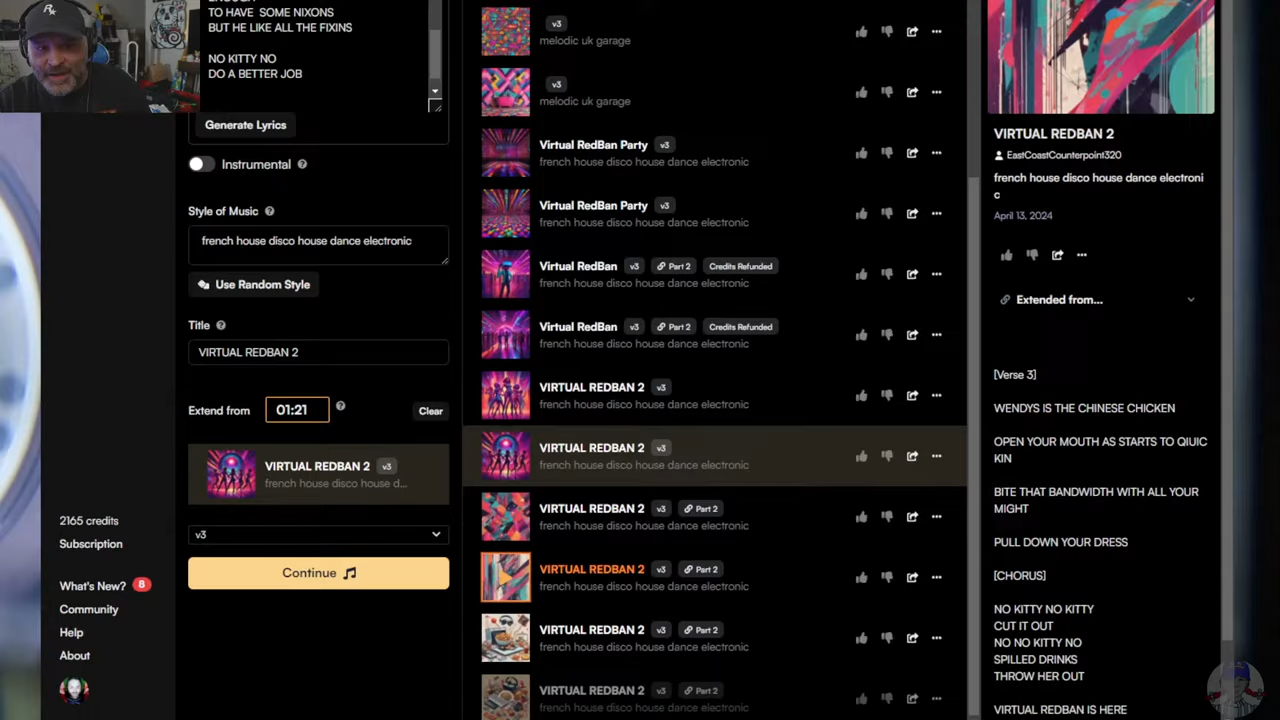 TO HAVE SOME NIXONS
BUT HE LIKE ALL THE FIXINS
NO KITTY NO
DO A BETTER JOB
Generate Lyrics
Instrumental
Style of Music
french house disco house dance electronic
Use Random Style
Title
VIRTUAL REDBAN 2
Extend from
01:21
Clear
VIRTUAL REDBAN 2 v3
french house disco house d...
v3
Continue
2165 credits
Subscription
What's New? 8
Community
Help
About
v3
melodic uk garage
v3
melodic uk garage
Virtual RedBan Party v3
french house disco house dance electronic
Virtual RedBan Party v3
french house disco house dance electronic
Virtual RedBan v3 Part 2 Credits Refunded
french house disco house dance electronic
Virtual RedBan v3 Part 2 Credits Refunded
french house disco house dance electronic
VIRTUAL REDBAN 2 v3
french house disco house dance electronic
VIRTUAL REDBAN 2 v3
french house disco house dance electronic
VIRTUAL REDBAN 2 v3 Part 2
french house disco house dance electronic
VIRTUAL REDBAN 2 v3 Part 2
french house disco house dance electronic
VIRTUAL REDBAN 2 v3 Part 2
french house disco house dance electronic
VIRTUAL REDBAN 2 v3 Part 2
french house disco house dance electronic
VIRTUAL REDBAN 2
EastCoastCounterpoint320
french house disco house dance electroni
c
April 13, 2024
Extended from...
[Verse 3]
WENDYS IS THE CHINESE CHICKEN
OPEN YOUR MOUTH AS STARTS TO QIUIC
KIN
BITE THAT BANDWIDTH WITH ALL YOUR
MIGHT
PULL DOWN YOUR DRESS
[CHORUS]
NO KITTY NO KITTY
CUT IT OUT
NO NO KITTY NO
SPILLED DRINKS
THROW HER OUT
VIRTUAL REDBAN IS HERE